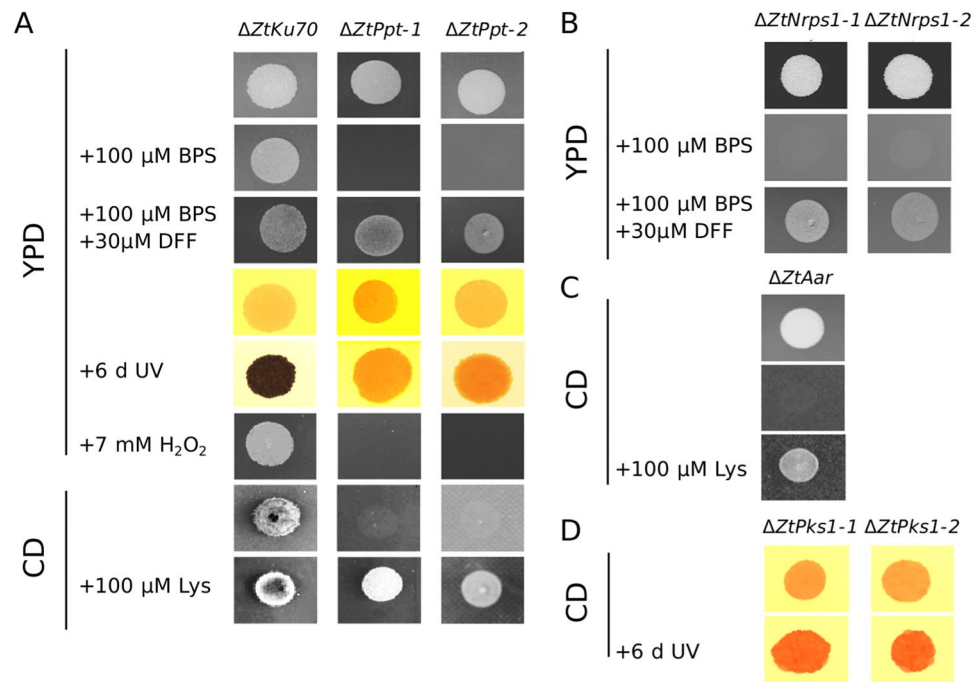 A
ΔZtKu70 ΔZtPpt-1 ΔZtPpt-2
YPD
+100 μM BPS
+100 μM BPS
+30μM DFF
+6 d UV
+7 mM H₂O₂
CD
+100 μM Lys
B
ΔZtNrps1-1 ΔZtNrps1-2
YPD
+100 μM BPS
+100 μM BPS
+30μM DFF
C
ΔZtAar
CD
+100 μM Lys
D
ΔZtPks1-1 ΔZtPks1-2
CD
+6 d UV